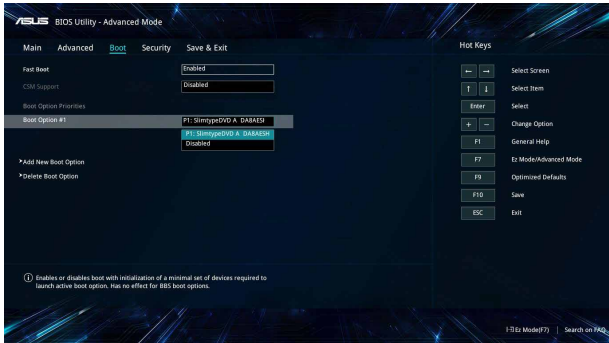 ASUS BIOS Utility - Advanced Mode
Main Advanced Boot Security Save & Exit
Hot Keys
Fast Boot Enabled
CSM Support Disabled
Boot Option Priorities
Boot Option #1 P1: SlimtypeDVD A DA8AESI
P1: SlimtypeDVD A DA8AESH
Disabled
Add New Boot Option
Delete Boot Option
← → Select Screen
↑ ↓ Select Item
Enter Select
+ − Change Option
F1 General Help
F7 Ez Mode/Advanced Mode
F9 Optimized Defaults
F10 Save
ESC Exit
Enables or disables boot with initialization of a minimal set of devices required to
launch active boot option. Has no effect for BBS boot options.
Ez Mode(F7) | Search on FAQ